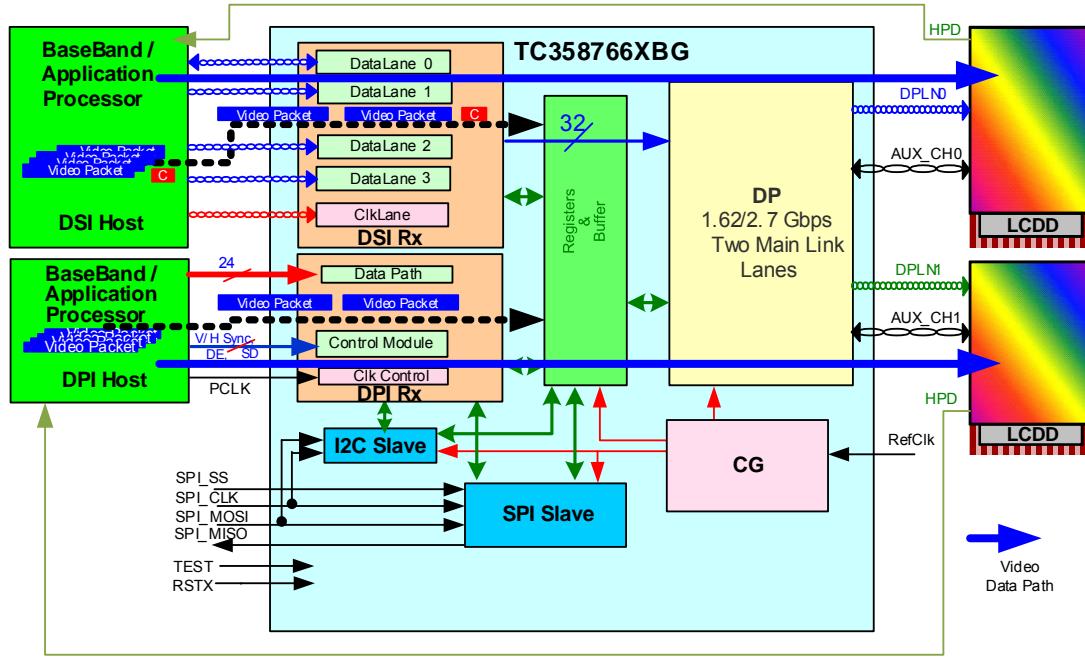 BaseBand /
Application
Processor
Video Packet
Video Packet
C
DSI Host
TC358766XBG
DataLane 0
DataLane 1
Video Packet
Video Packet
C
DataLane 2
DataLane 3
ClkLane
DSI Rx
32
Registers
&
Buffer
DP
1.62/2.7 Gbps
Two Main Link
Lanes
HPD
DPLN0
AUX_CH0
LCDD
BaseBand /
Application
Processor
Video Packet
DPI Host
24
Data Path
Video Packet
Video Packet
V/H Sync,
DE, SD
Control Module
PCLK
Clk Control
DPI Rx
DPLN1
AUX_CH1
HPD
LCDD
I2C Slave
CG
RefClk
SPI_SS
SPI_CLK
SPI_MOSI
SPI_MISO
SPI Slave
TEST
RSTX
Video
Data Path